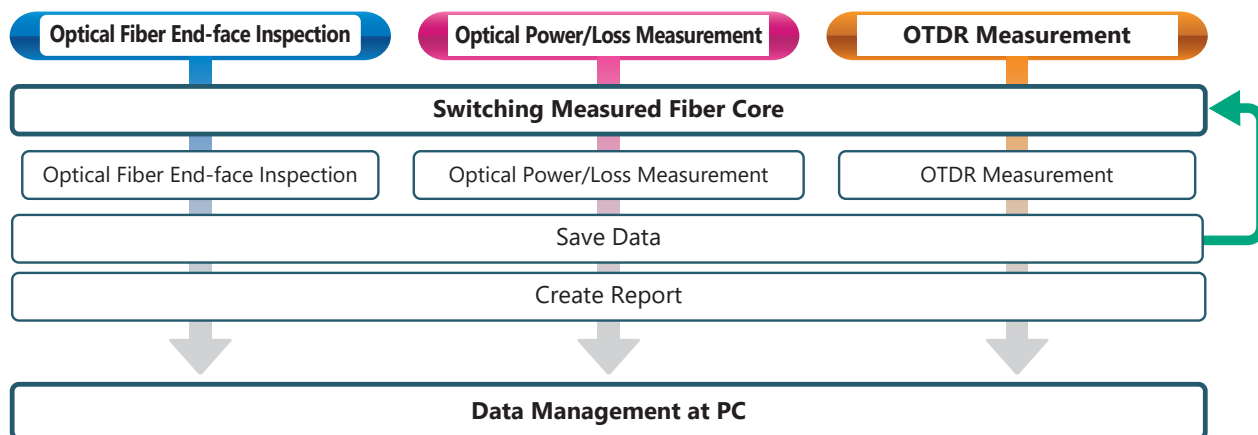 Optical Fiber End-face Inspection
Optical Power/Loss Measurement
OTDR Measurement
Switching Measured Fiber Core
Optical Fiber End-face Inspection
Optical Power/Loss Measurement
OTDR Measurement
Save Data
Create Report
Data Management at PC